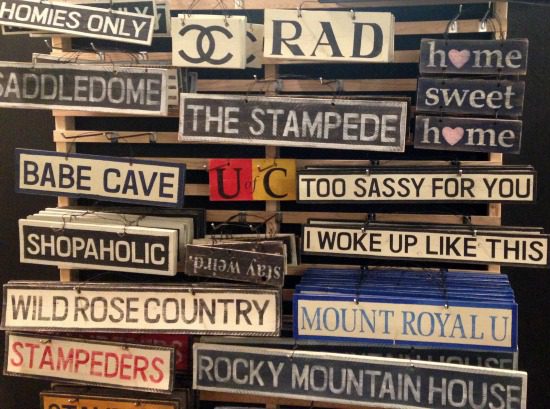 HOMIES ONLY
RAD
home
sweet
home
SADDLEDOME
THE STAMPEDE
BABE CAVE
U of C
TOO SASSY FOR YOU
SHOPAHOLIC
stay weird.
I WOKE UP LIKE THIS
WILD ROSE COUNTRY
MOUNT ROYAL U
STAMPEDERS
ROCKY MOUNTAIN HOUSE